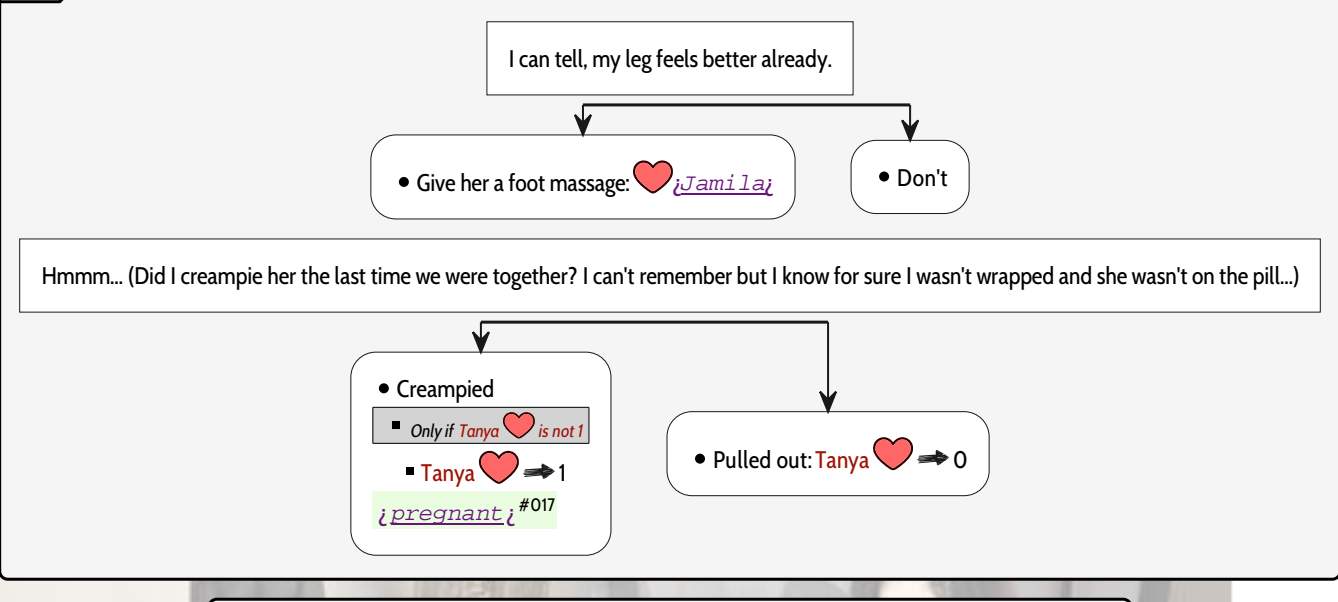 I can tell, my leg feels better already.
Give her a foot massage: ¿Jamila¿
Don't
Hmmm... (Did I creampie her the last time we were together? I can't remember but I know for sure I wasn't wrapped and she wasn't on the pill...)
Creampied
Only if Tanya is not 1
Tanya 1
¿pregnant¿#017
Pulled out: Tanya 0